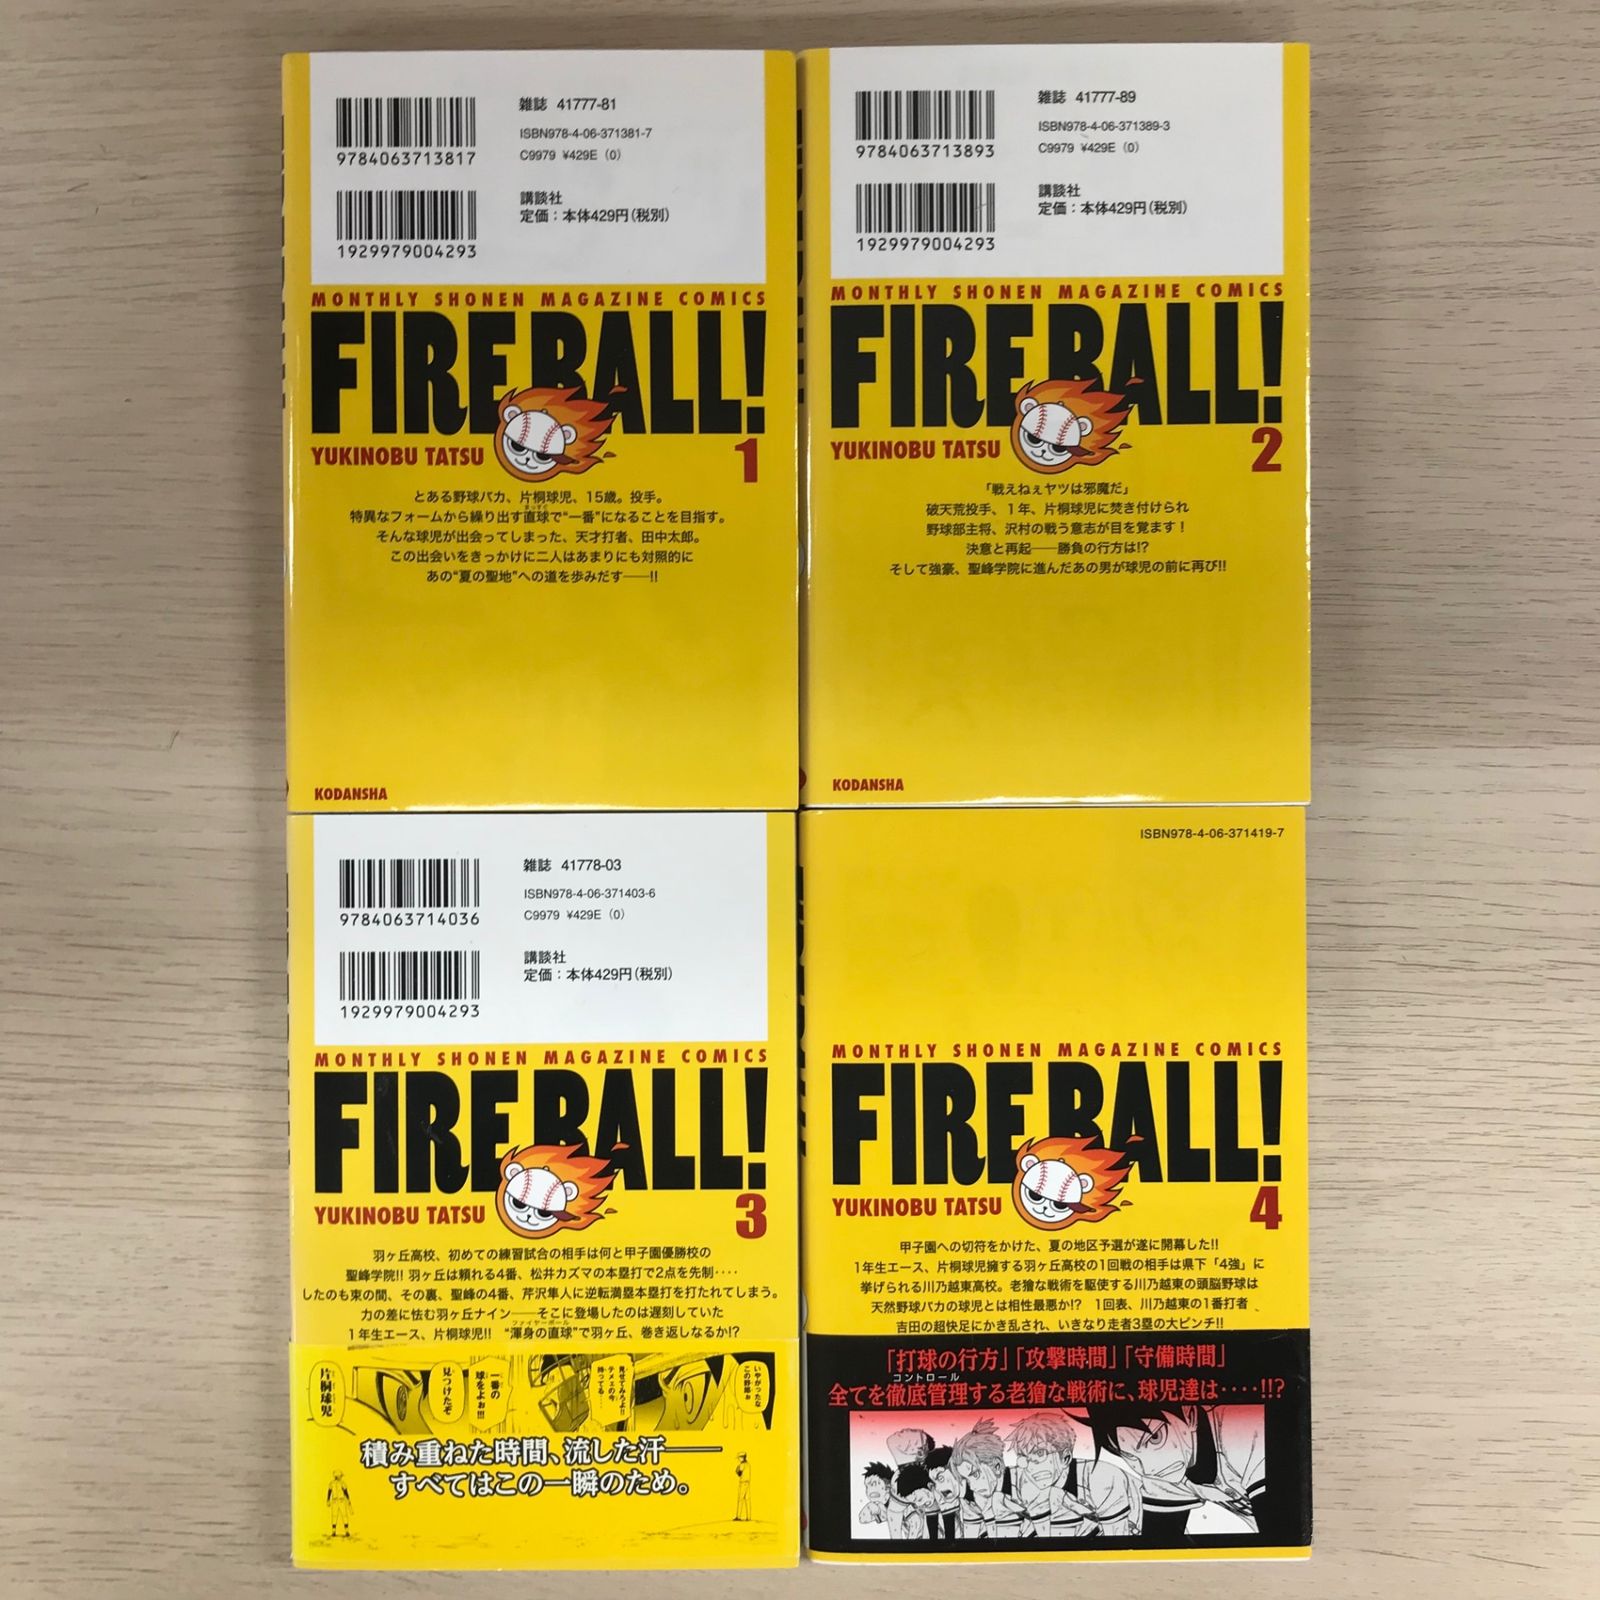 雑誌 41777-81
ISBN978-4-06-371381-7
C9979 ¥429E (0)
9784063713817
講談社
定価：本体429円(税別)
1929979004293
MONTHLY SHONEN MAGAZINE COMICS
FIRE BALL!
YUKINOBU TATSU
1
とある野球バカ、片桐球児、15歳。投手。
特異なフォームから繰り出す直球で“一番”になることを目指す。
そんな球児が出会ってしまった、天才打者、田中太郎。
この出会いをきっかけに二人はあまりにも対照的に
あの“夏の聖地”への道を歩みだす──!!
KODANSHA
雑誌 41777-89
ISBN978-4-06-371389-3
C9979 ¥429E (0)
9784063713893
講談社
定価：本体429円(税別)
1929979004293
MONTHLY SHONEN MAGAZINE COMICS
FIRE BALL!
YUKINOBU TATSU
2
「戦えねぇヤツは邪魔だ」
破天荒投手、1年、片桐球児に焚き付けられ
野球部主将、沢村の戦う意志が目を覚ます！
決意と再起──勝負の行方は!?
そして強豪、聖峰学院に進んだあの男が球児の前に再び!!
KODANSHA
雑誌 41778-03
ISBN978-4-06-371403-6
C9979 ¥429E (0)
9784063714036
講談社
定価：本体429円(税別)
1929979004293
MONTHLY SHONEN MAGAZINE COMICS
FIRE BALL!
YUKINOBU TATSU
3
羽ヶ丘高校、初めての練習試合の相手は何と甲子園優勝校の
聖峰学院!! 羽ヶ丘は頼れる4番、松井カズマの本塁打で2点を先制‥‥
したのも束の間、その裏、聖峰の4番、芹沢隼人に逆転満塁本塁打を打たれてしまう。
力の差に怯む羽ヶ丘ナイン──そこに登場したのは遅刻していた
ファイヤーボール
1年生エース、片桐球児!! “渾身の直球”で羽ヶ丘、巻き返しなるか!?
いやがったな
この野郎ぉ
見せてみろよ!!
テメェの今
持ってる…
一番の
球をよぉ!!!
見つけたぞ
片桐球児
積み重ねた時間、流した汗──
すべてはこの一瞬のため。
ISBN978-4-06-371419-7
MONTHLY SHONEN MAGAZINE COMICS
FIRE BALL!
YUKINOBU TATSU
4
甲子園への切符をかけた、夏の地区予選が遂に開幕した!!
1年生エース、片桐球児擁する羽ヶ丘高校の1回戦の相手は県下「4強」に
挙げられる川乃越東高校。老獪な戦術を駆使する川乃越東の頭脳野球は
天然野球バカの球児とは相性最悪か!? 1回表、川乃越東の1番打者
吉田の超快足にかき乱され、いきなり走者3塁の大ピンチ!!
「打球の行方」「攻撃時間」「守備時間」
コントロール
全てを徹底管理する老獪な戦術に、球児達は‥‥!!?